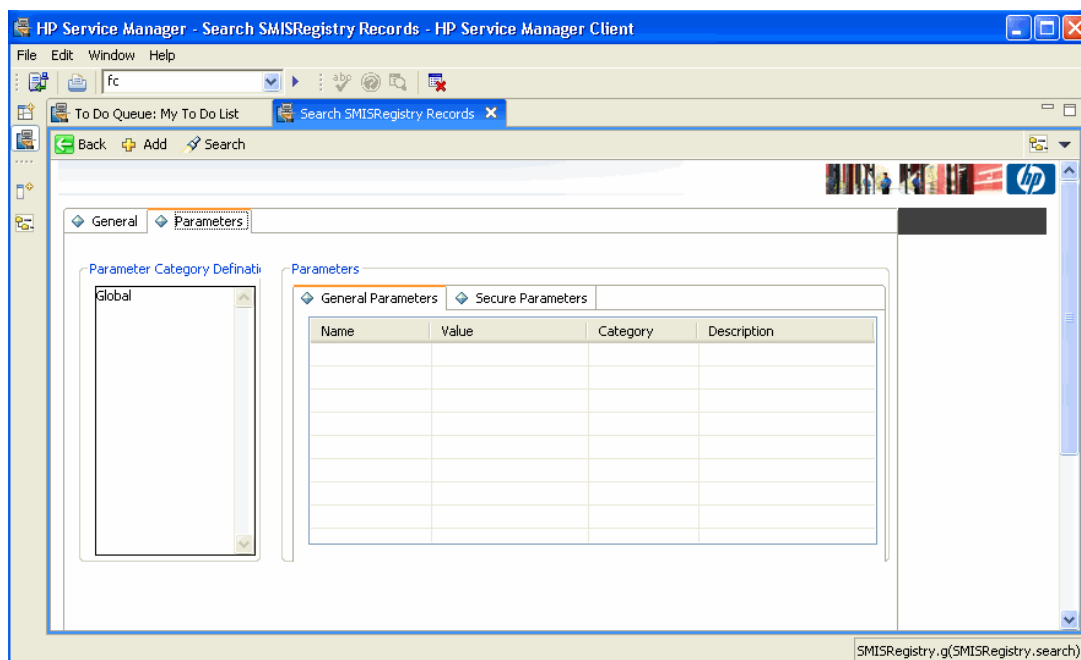 HP Service Manager - Search SMISRegistry Records - HP Service Manager Client
File Edit Window Help
fc
abc
To Do Queue: My To Do List
Search SMISRegistry Records
Back Add Search
hp
General Parameters
Parameter Category Definati
Global
Parameters
General Parameters Secure Parameters
Name Value Category Description
SMISRegistry.g(SMISRegistry.search)